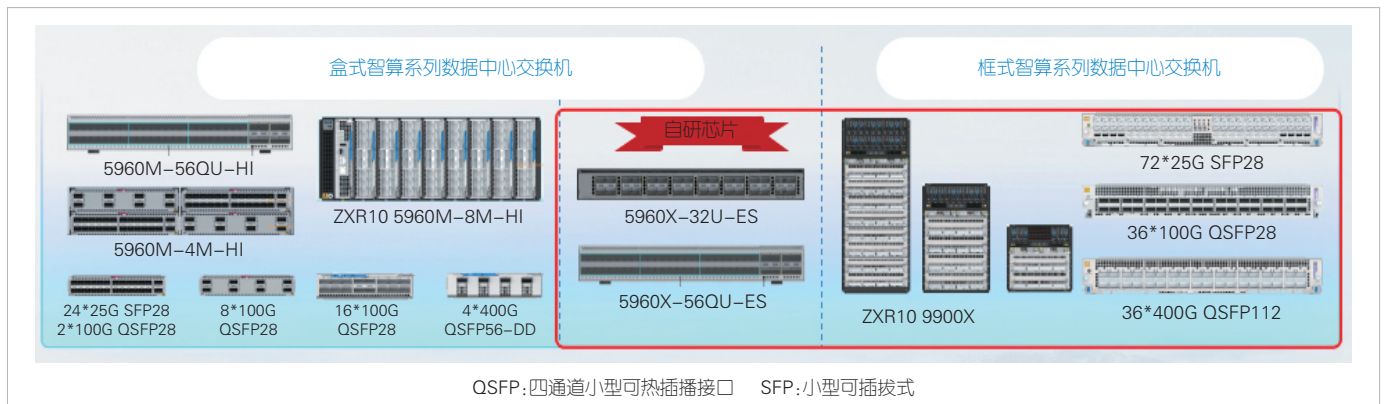 盒式智算系列数据中心交换机
框式智算系列数据中心交换机
自研芯片
5960M-56QU-HI
ZXR10 5960M-8M-HI
5960M-4M-HI
24*25G SFP28
2*100G QSFP28
8*100G
QSFP28
16*100G
QSFP28
4*400G
QSFP56-DD
5960X-32U-ES
5960X-56QU-ES
ZXR10 9900X
72*25G SFP28
36*100G QSFP28
36*400G QSFP112
QSFP:四通道小型可热插播接口 SFP:小型可插拔式